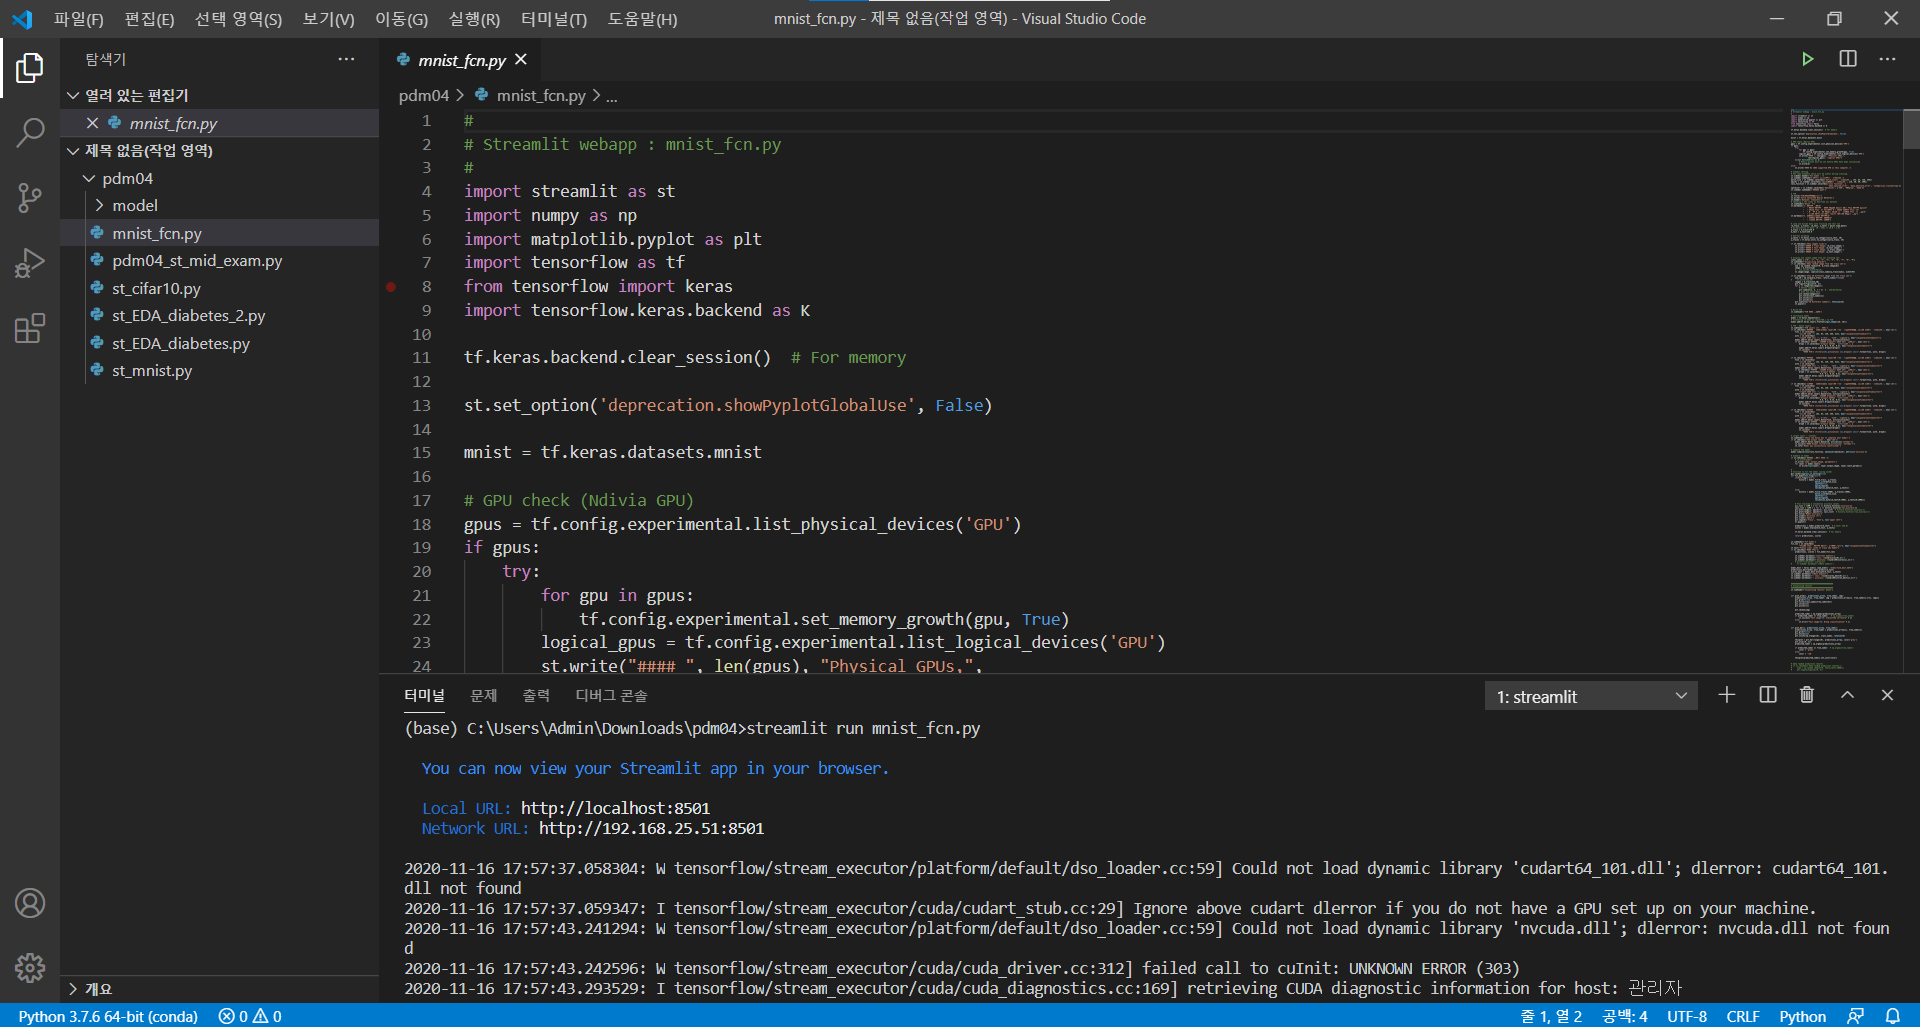 파일(F) 편집(E) 선택 영역(S) 보기(V) 이동(G) 실행(R) 터미널(T) 도움말(H)
mnist_fcn.py - 제목 없음(작업 영역) - Visual Studio Code
탐색기
열려 있는 편집기
mnist_fcn.py
제목 없음(작업 영역)
pdm04
model
mnist_fcn.py
pdm04_st_mid_exam.py
st_cifar10.py
st_EDA_diabetes_2.py
st_EDA_diabetes.py
st_mnist.py
개요
mnist_fcn.py
pdm04 > mnist_fcn.py > ...
1 #
2 # Streamlit webapp : mnist_fcn.py
3 #
4 import streamlit as st
5 import numpy as np
6 import matplotlib.pyplot as plt
7 import tensorflow as tf
8 from tensorflow import keras
9 import tensorflow.keras.backend as K
10
11 tf.keras.backend.clear_session()  # For memory
12
13 st.set_option('deprecation.showPyplotGlobalUse', False)
14
15 mnist = tf.keras.datasets.mnist
16
17 # GPU check (Ndivia GPU)
18 gpus = tf.config.experimental.list_physical_devices('GPU')
19 if gpus:
20     try:
21         for gpu in gpus:
22             tf.config.experimental.set_memory_growth(gpu, True)
23         logical_gpus = tf.config.experimental.list_logical_devices('GPU')
24         st.write("#### ", len(gpus), "Physical GPUs,",
터미널 문제 출력 디버그 콘솔
1: streamlit
(base) C:\Users\Admin\Downloads\pdm04>streamlit run mnist_fcn.py
You can now view your Streamlit app in your browser.
Local URL: http://localhost:8501
Network URL: http://192.168.25.51:8501
2020-11-16 17:57:37.058304: W tensorflow/stream_executor/platform/default/dso_loader.cc:59] Could not load dynamic library 'cudart64_101.dll'; dlerror: cudart64_101.
dll not found
2020-11-16 17:57:37.059347: I tensorflow/stream_executor/cuda/cudart_stub.cc:29] Ignore above cudart dlerror if you do not have a GPU set up on your machine.
2020-11-16 17:57:43.241294: W tensorflow/stream_executor/platform/default/dso_loader.cc:59] Could not load dynamic library 'nvcuda.dll'; dlerror: nvcuda.dll not foun
d
2020-11-16 17:57:43.242596: W tensorflow/stream_executor/cuda/cuda_driver.cc:312] failed call to cuInit: UNKNOWN ERROR (303)
2020-11-16 17:57:43.293529: I tensorflow/stream_executor/cuda/cuda_diagnostics.cc:169] retrieving CUDA diagnostic information for host: 관리자
Python 3.7.6 64-bit (conda) 0 0
줄 1, 열 2 공백: 4 UTF-8 CRLF Python